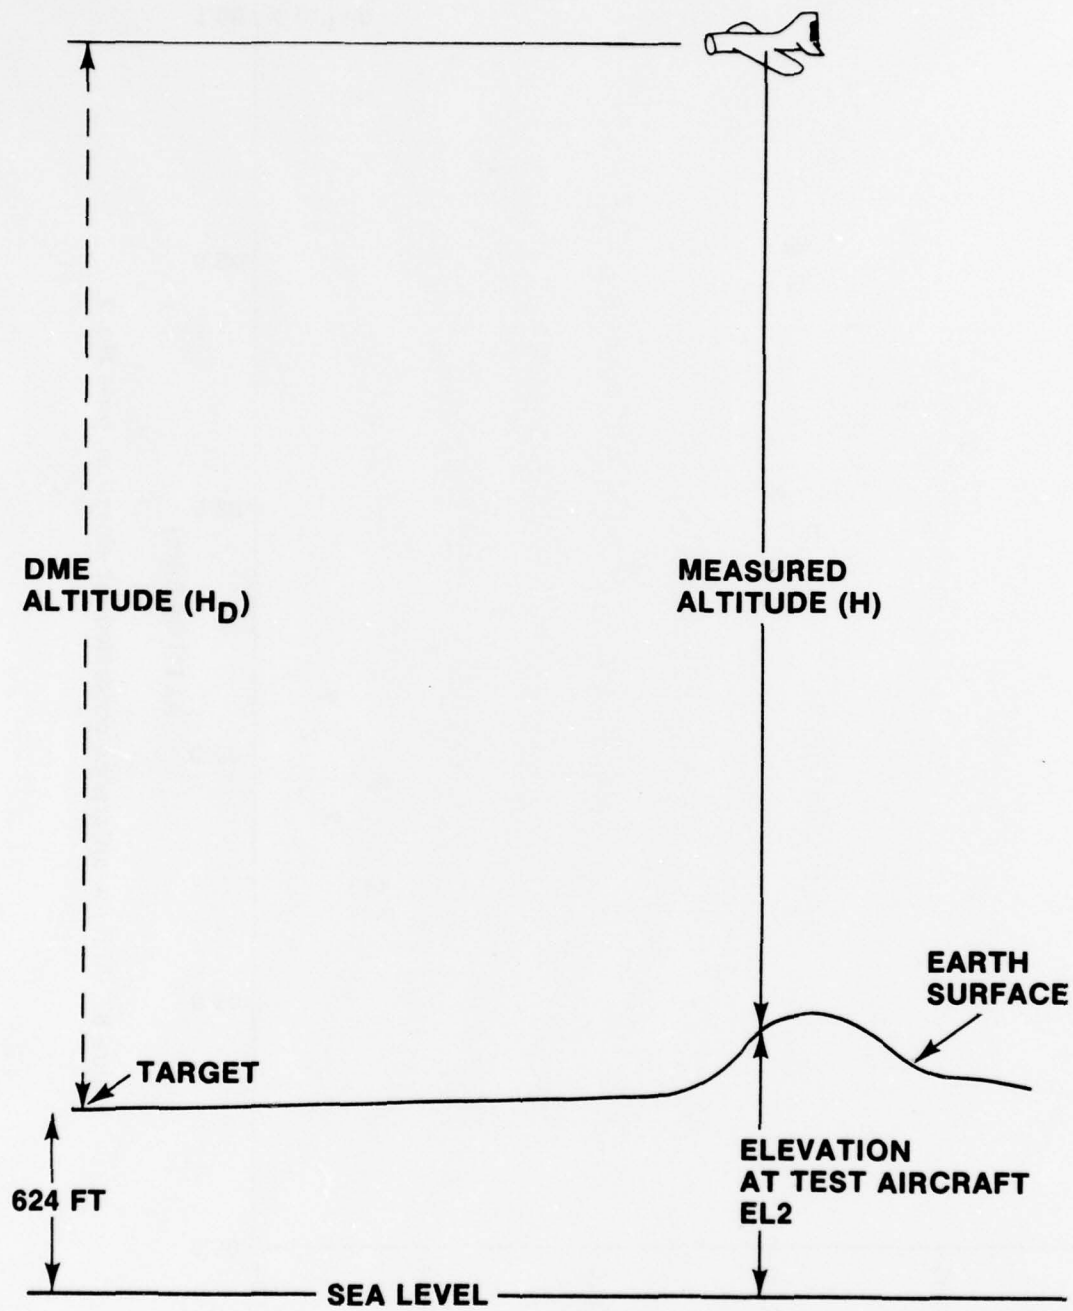 DME
ALTITUDE (HD)
MEASURED
ALTITUDE (H)
EARTH
SURFACE
TARGET
624 FT
ELEVATION
AT TEST AIRCRAFT
EL2
SEA LEVEL